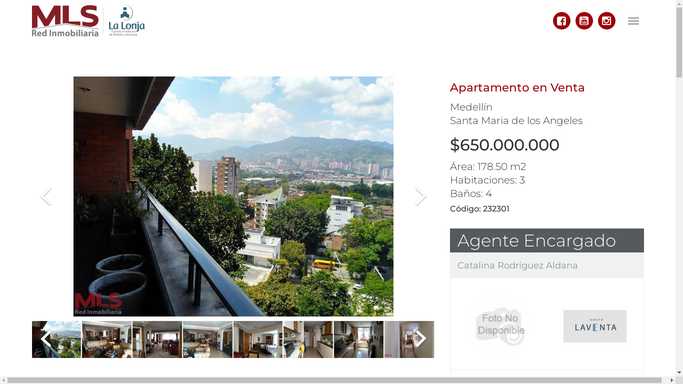 MLS
Red Inmobiliaria
La Lonja
Apartamento en Venta
Medellín
Santa Maria de los Angeles
$650.000.000
Área: 178.50 m2
Habitaciones: 3
Baños: 4
Código: 232301
MLS
Red Inmobiliaria
Agente Encargado
Catalina Rodríguez Aldana
Foto No
Disponible
LAVENTA